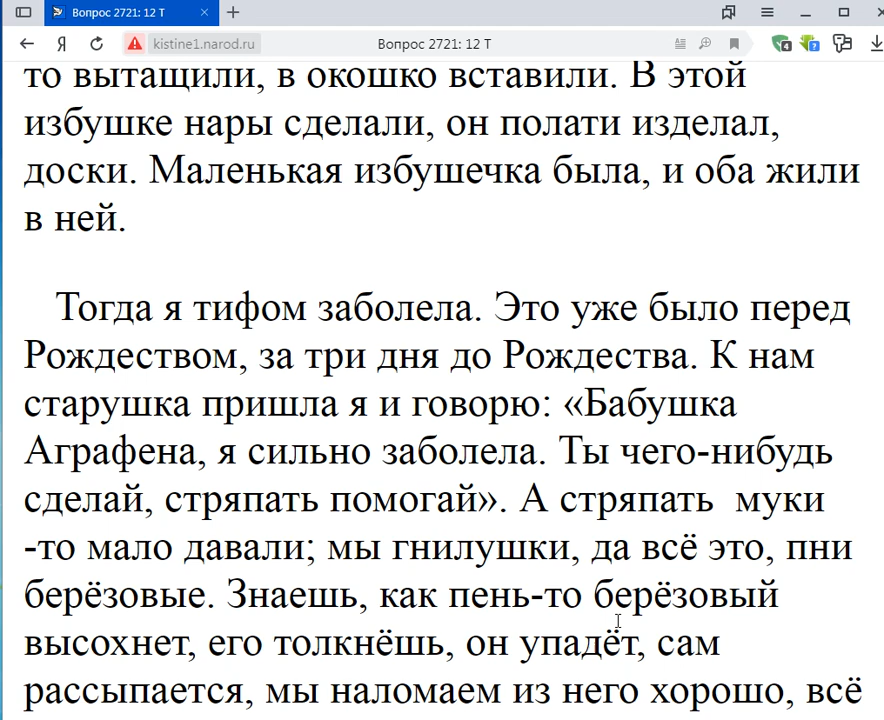 Вопрос 2721: 12 Т
kistine1.narod.ru
Вопрос 2721: 12 Т
4
?
то вытащили, в окошко вставили. В этой
избушке нары сделали, он полати изделал,
доски. Маленькая избушечка была, и оба жили
в ней.
Тогда я тифом заболела. Это уже было перед
Рождеством, за три дня до Рождества. К нам
старушка пришла я и говорю: «Бабушка
Аграфена, я сильно заболела. Ты чего-нибудь
сделай, стряпать помогай». А стряпать  муки
-то мало давали; мы гнилушки, да всё это, пни
берёзовые. Знаешь, как пень-то берёзовый
высохнет, его толкнёшь, он упадёт, сам
рассыпается, мы наломаем из него хорошо, всё